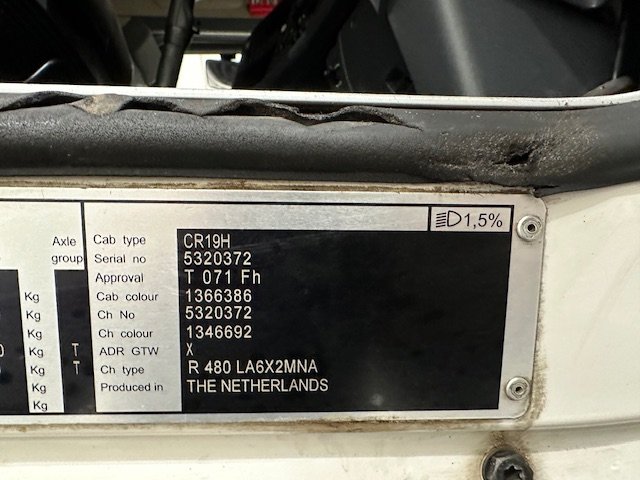 1,5%
Axle group
Cab type CR19H
Serial no 5320372
Approval T 071 Fh
Kg Cab colour 1366386
Kg Ch No 5320372
Kg Ch colour 1346692
0 Kg T ADR GTW X
Kg T Ch type R 480 LA6X2MNA
Kg Produced in THE NETHERLANDS
Kg